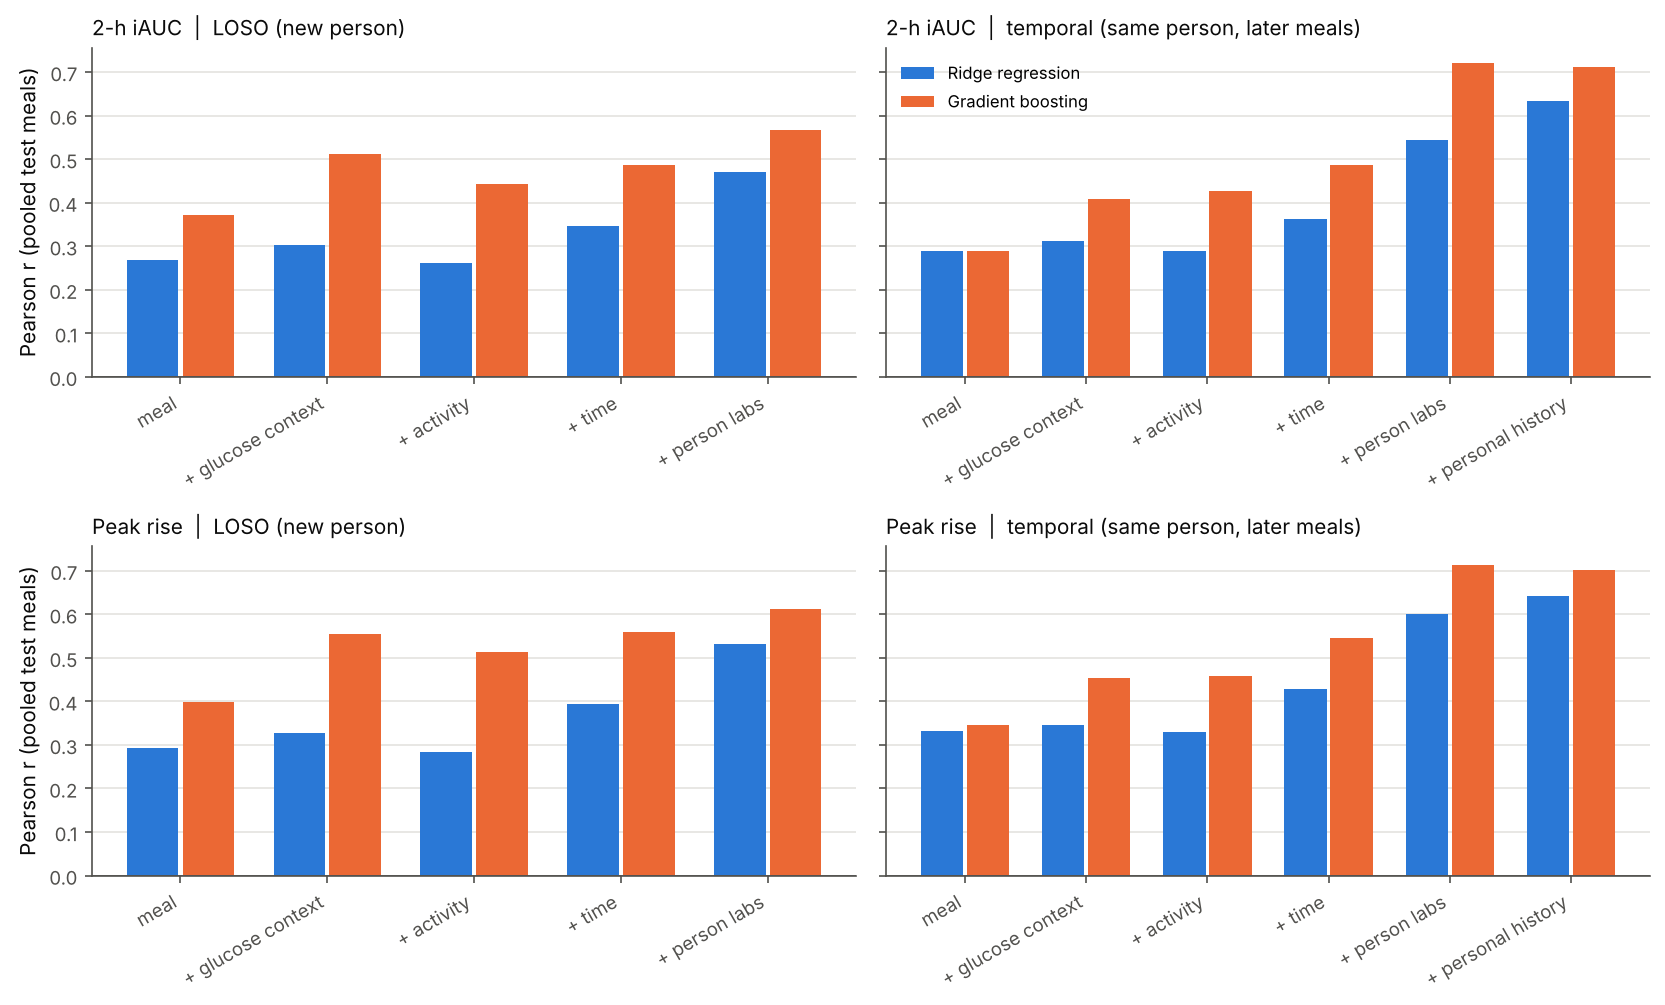 2-h iAUC | LOSO (new person)
Pearson r (pooled test meals)
0.7
0.6
0.5
0.4
0.3
0.2
0.1
0.0
meal
+ glucose context
+ activity
+ time
+ person labs
2-h iAUC | temporal (same person, later meals)
Ridge regression
Gradient boosting
meal
+ glucose context
+ activity
+ time
+ person labs
+ personal history
Peak rise | LOSO (new person)
Pearson r (pooled test meals)
0.7
0.6
0.5
0.4
0.3
0.2
0.1
0.0
meal
+ glucose context
+ activity
+ time
+ person labs
Peak rise | temporal (same person, later meals)
meal
+ glucose context
+ activity
+ time
+ person labs
+ personal history